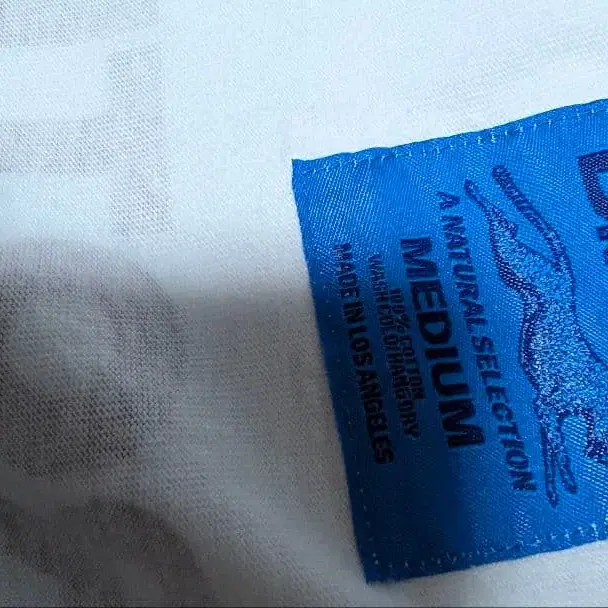 A NATURAL SELECTION
MEDIUM
100% COTTON
WASH COLD/HANG DRY
MADE IN LOS ANGELES